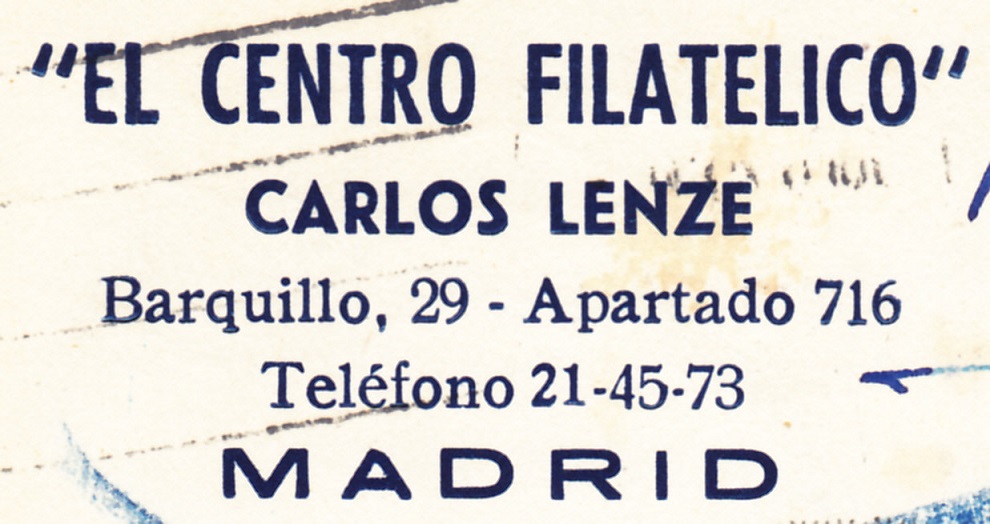 “EL CENTRO FILATELICO“
CARLOS LENZE
Barquillo, 29 - Apartado 716
Teléfono 21-45-73
MADRID